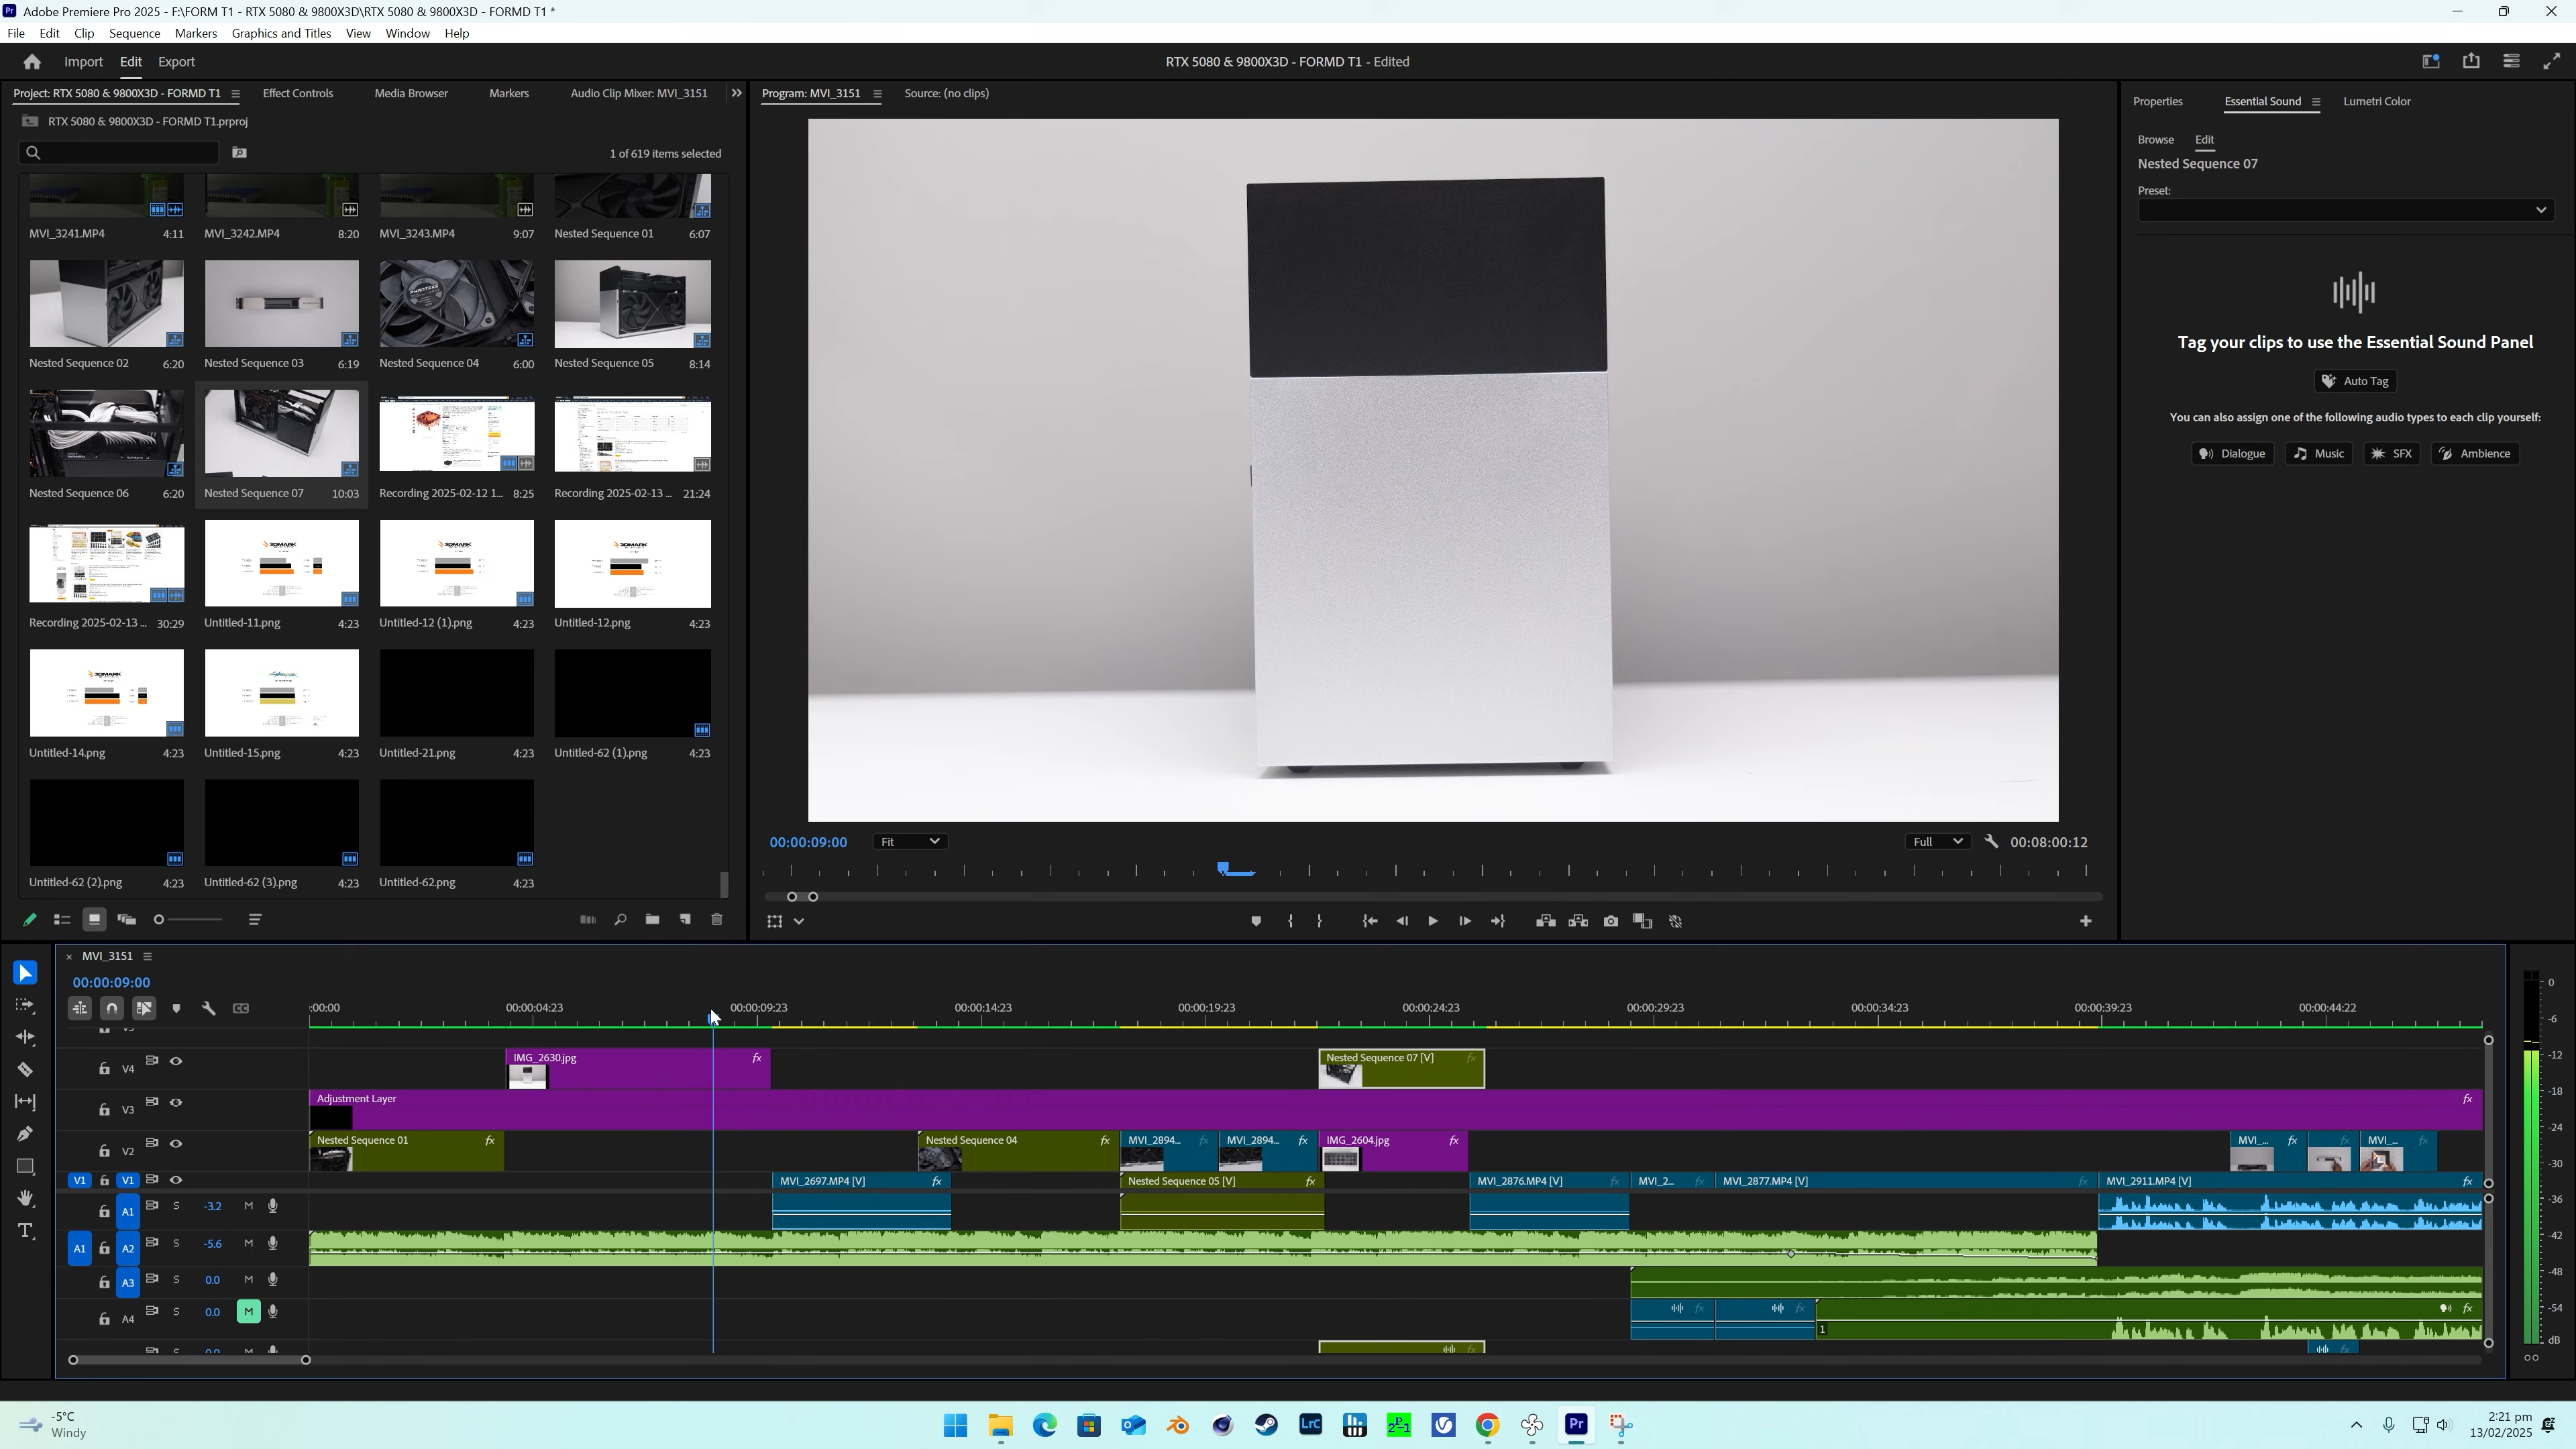 Adobe Premiere Pro 2025 - F:\FORM T1 - RTX 5080 & 9800X3D\RTX 5080 & 9800X3D - FORMD T1 *
File Edit Clip Sequence Markers Graphics and Titles View Window Help
Import Edit Export
RTX 5080 & 9800X3D - FORMD T1 - Edited
Project: RTX 5080 & 9800X3D - FORMD T1 Effect Controls Media Browser Markers Audio Clip Mixer: MVI_3151
RTX 5080 & 9800X3D - FORMD T1.prproj
1 of 619 items selected
MVI_3241.MP4 4:11 MVI_3242.MP4 8:20 MVI_3243.MP4 9:07 Nested Sequence 01 6:07
Nested Sequence 02 6:20 Nested Sequence 03 6:19 Nested Sequence 04 6:00 Nested Sequence 05 8:14
Nested Sequence 06 6:20 Nested Sequence 07 10:03 Recording 2025-02-12 1... 8:25 Recording 2025-02-13 ... 21:24
Recording 2025-02-13 ... 30:29 Untitled-11.png 4:23 Untitled-12 (1).png 4:23 Untitled-12.png 4:23
Untitled-14.png 4:23 Untitled-15.png 4:23 Untitled-21.png 4:23 Untitled-62 (1).png 4:23
Untitled-62 (2).png 4:23 Untitled-62 (3).png 4:23 Untitled-62.png 4:23
Program: MVI_3151 Source: (no clips)
00:00:09:00 Fit Full 00:08:00:12
Properties Essential Sound Lumetri Color
Browse Edit
Nested Sequence 07
Preset:
Tag your clips to use the Essential Sound Panel
Auto Tag
You can also assign one of the following audio types to each clip yourself:
Dialogue Music SFX Ambience
MVI_3151
00:00:09:00
:00:00 00:00:04:23 00:00:09:23 00:00:14:23 00:00:19:23 00:00:24:23 00:00:29:23 00:00:34:23 00:00:39:23 00:00:44:22
V4 IMG_2630.jpg fx Nested Sequence 07 [V] fx
V3 Adjustment Layer fx
V2 Nested Sequence 01 fx Nested Sequence 04 fx MVI_2894... fx MVI_2894... fx IMG_2604.jpg fx MVI_... fx fx MVI_... fx
V1 V1 MVI_2697.MP4 [V] fx Nested Sequence 05 [V] fx MVI_2876.MP4 [V] fx MVI_2... fx MVI_2877.MP4 [V] fx MVI_2911.MP4 [V] fx
A1 S -3.2 M
A1 A2 S -5.6 M
A3 S 0.0 M
A4 S 0.0 M fx fx 1 fx
0
-6
-12
-18
-24
-30
-36
-42
-48
-54
dB
-5°C
Windy
2:21 pm
13/02/2025